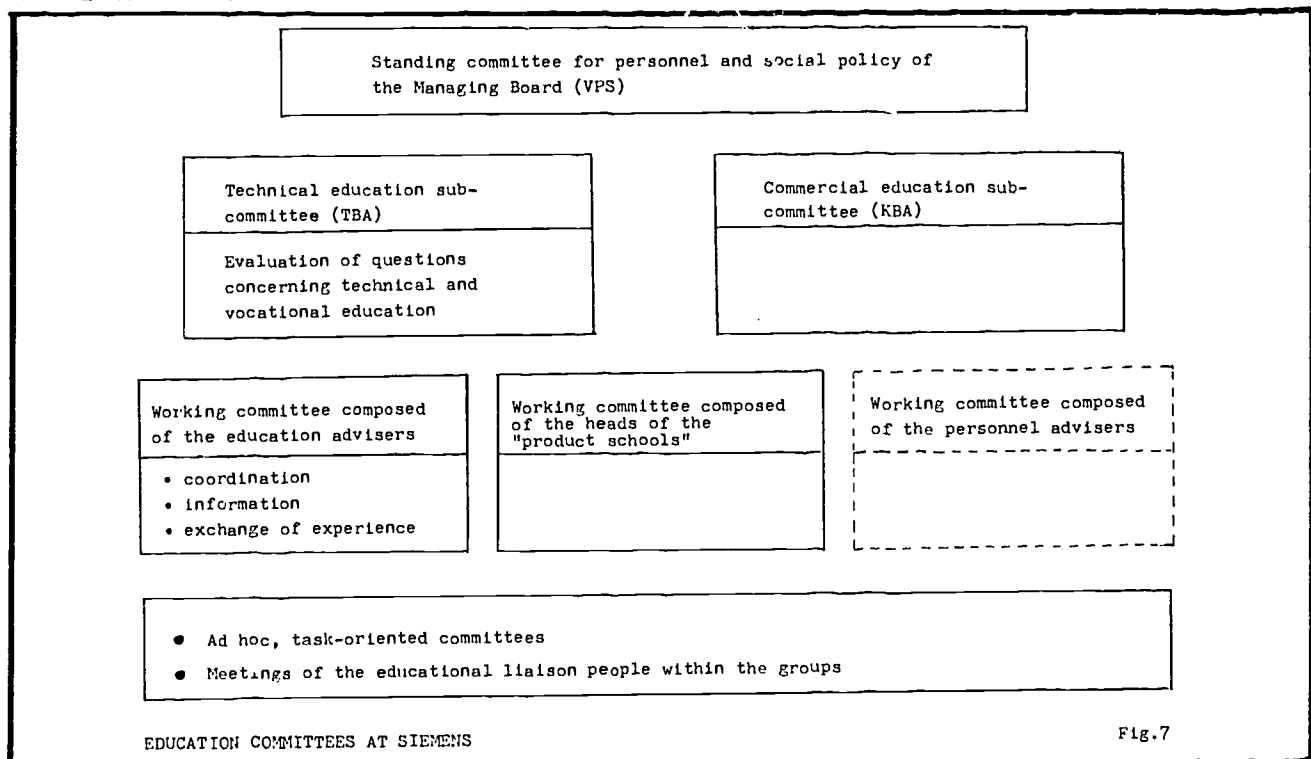 Standing committee for personnel and social policy of
the Managing Board (VPS)
Technical education sub-
committee (TBA)
Evaluation of questions
concerning technical and
vocational education
Commercial education sub-
committee (KBA)
Working committee composed
of the education advisers
• coordination
• information
• exchange of experience
Working committee composed
of the heads of the
"product schools"
Working committee composed
of the personnel advisers
• Ad hoc, task-oriented committees
• Meetings of the educational liaison people within the groups
EDUCATION COMMITTEES AT SIEMENS
Fig.7